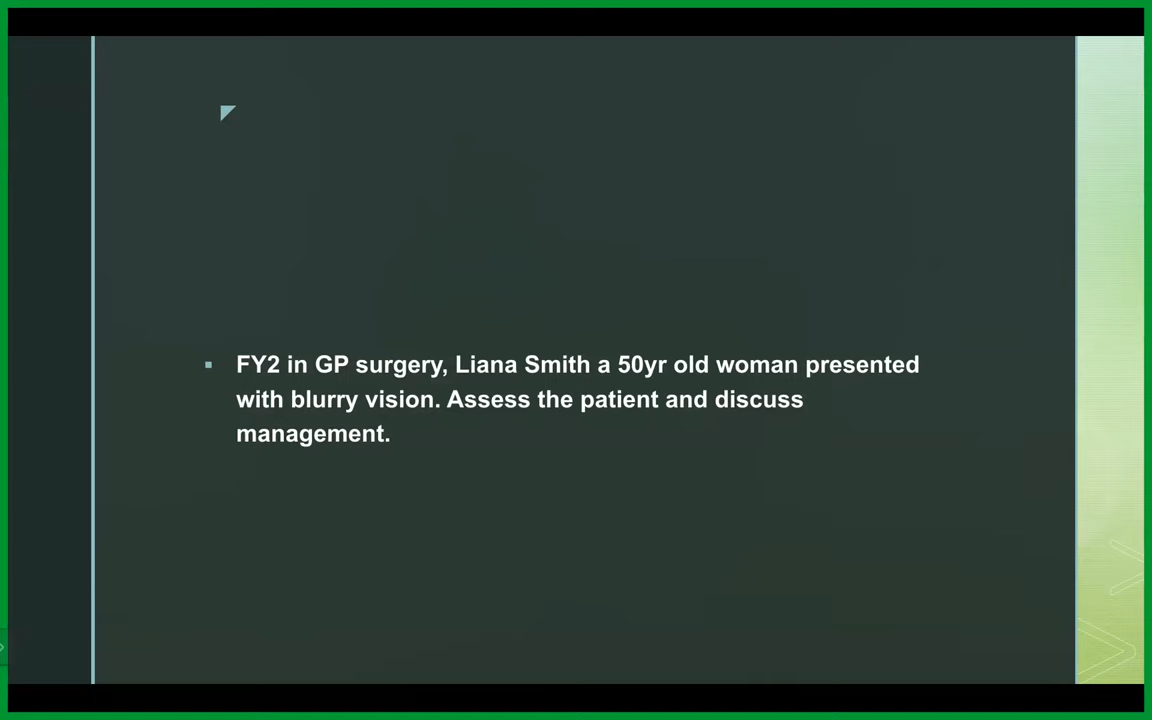 FY2 in GP surgery, Liana Smith a 50yr old woman presented
with blurry vision. Assess the patient and discuss
management.